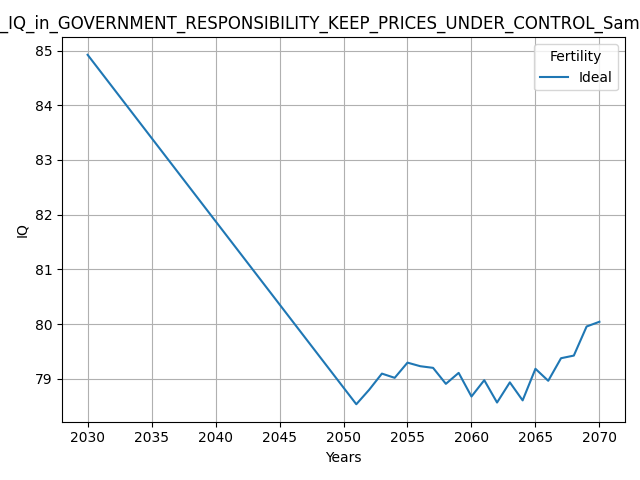 _IQ_in_GOVERNMENT_RESPONSIBILITY_KEEP_PRICES_UNDER_CONTROL_Sam
Fertility
Ideal
85
84
83
82
81
80
79
IQ
2030 2035 2040 2045 2050 2055 2060 2065 2070
Years